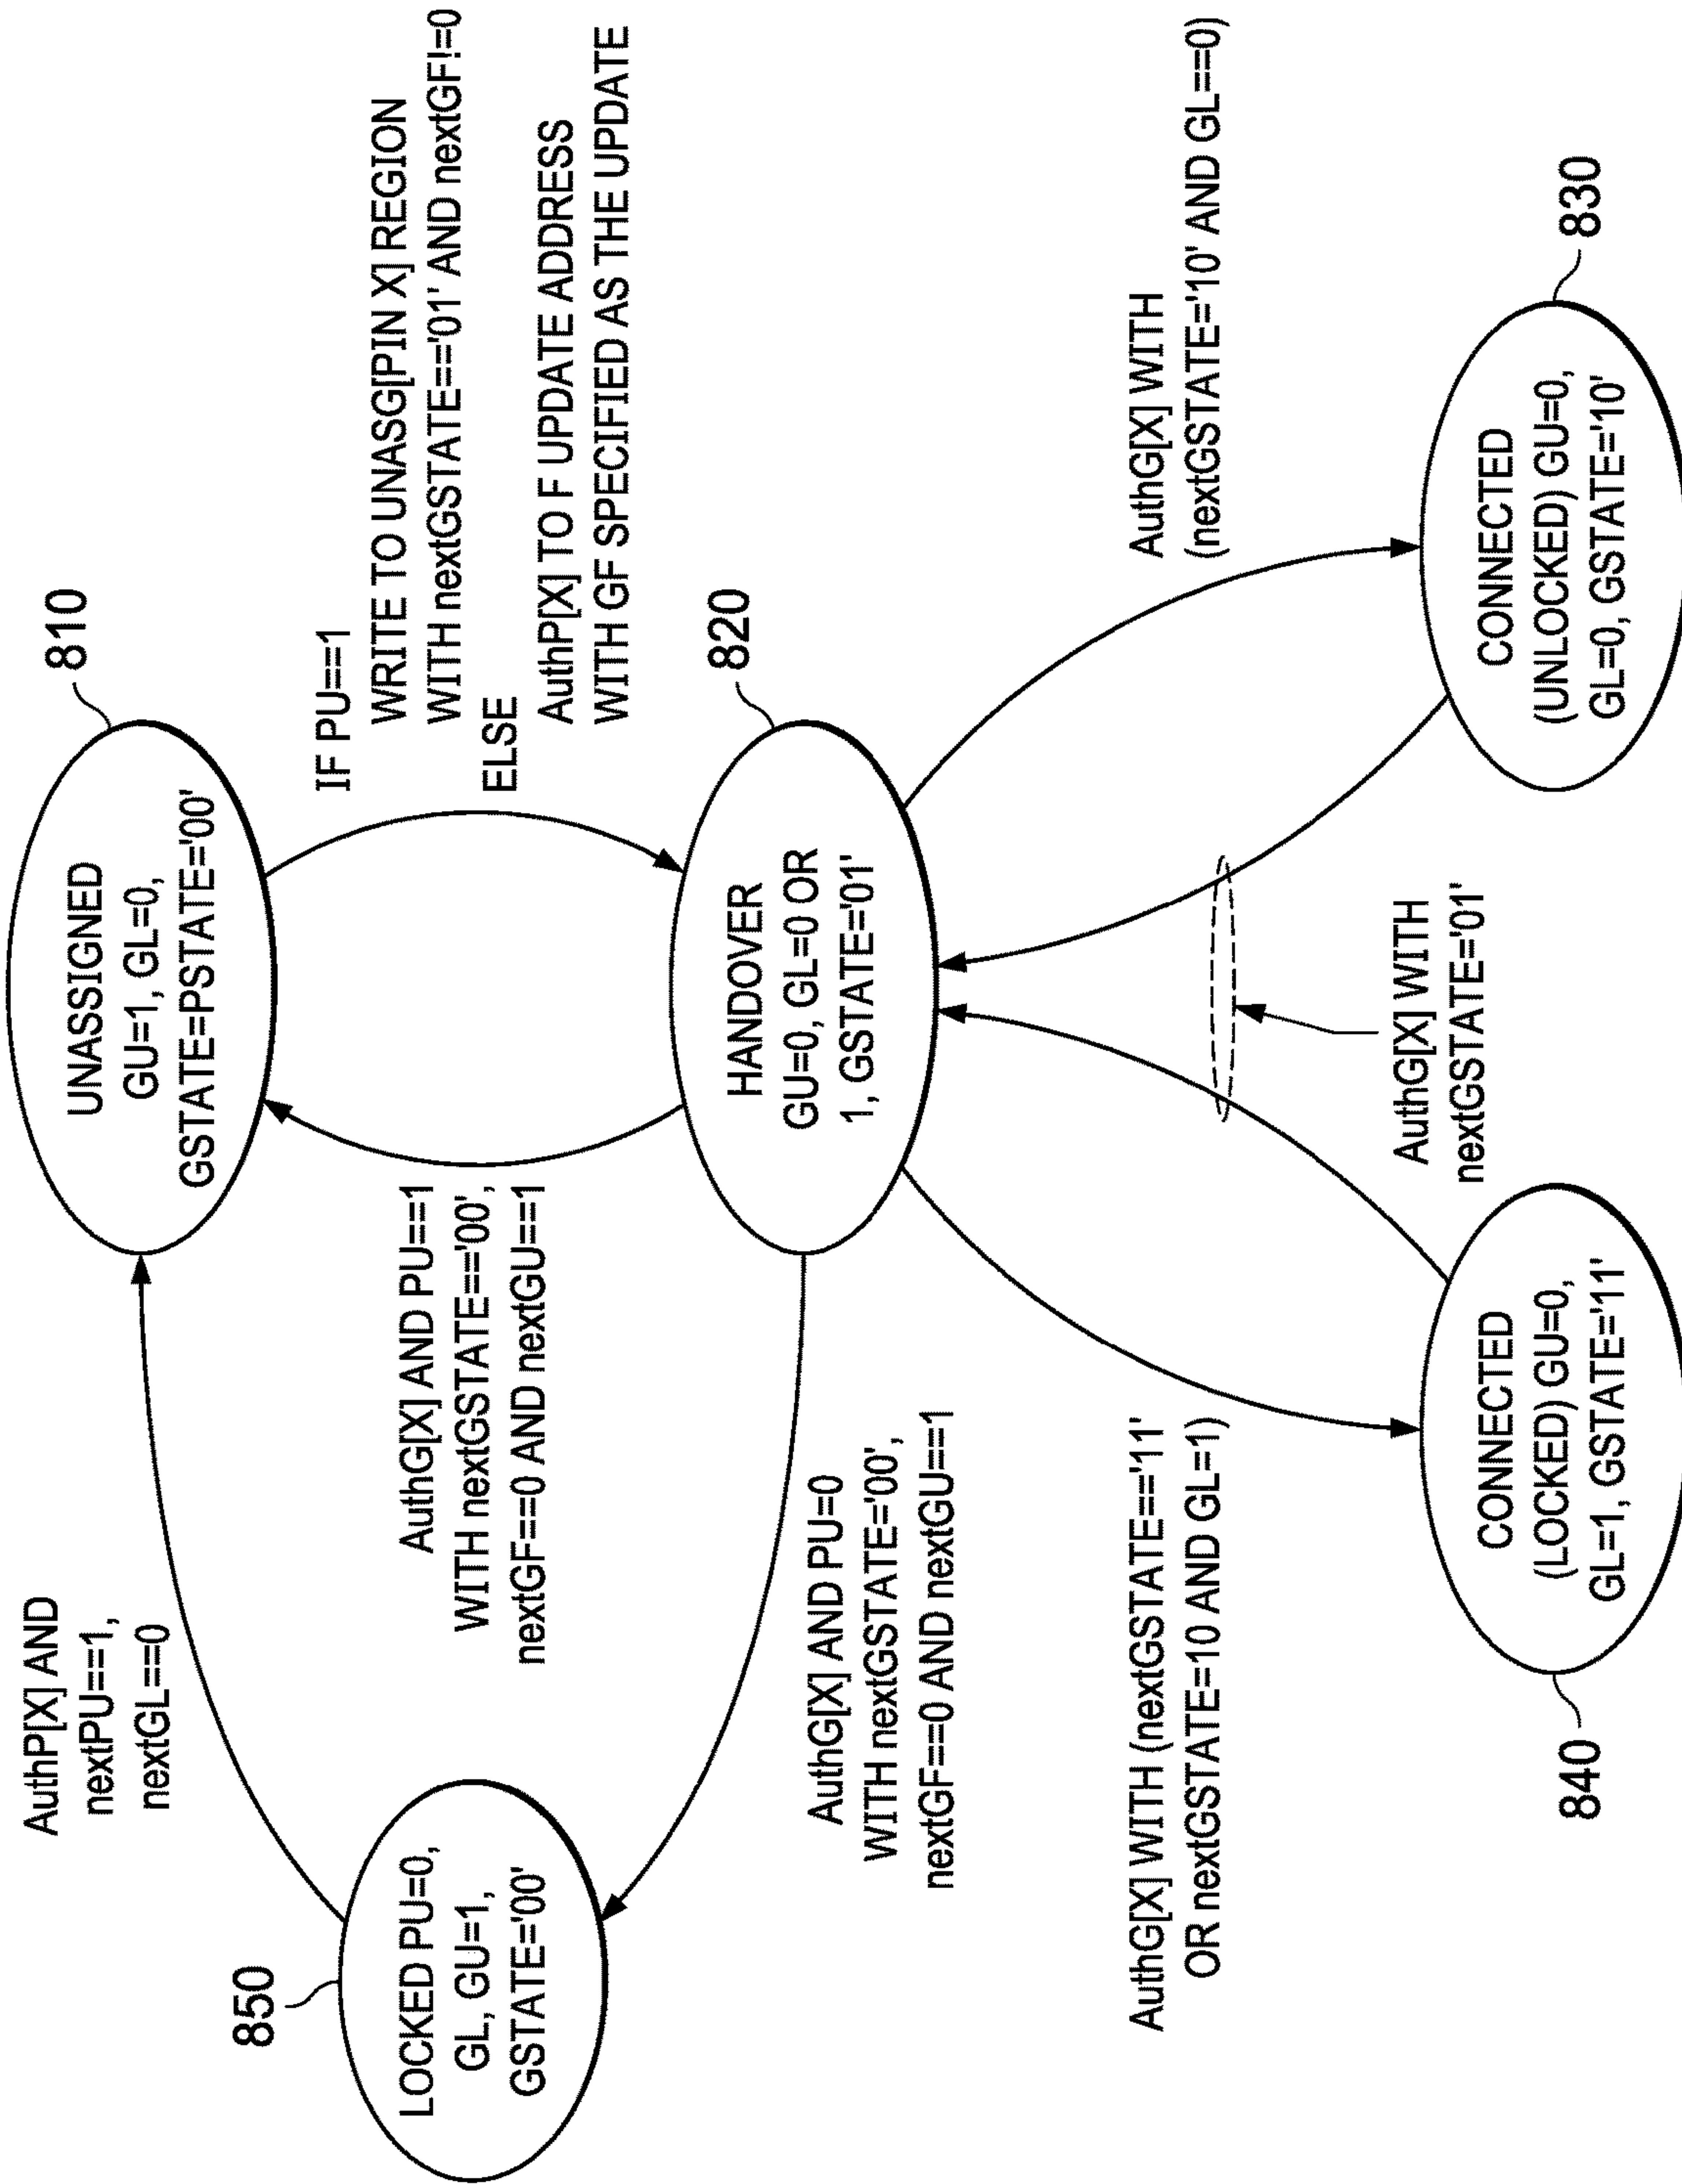 810
UNASSIGNED
GU=1, GL=0,
GSTATE=PSTATE='00'
IF PU==1
WRITE TO UNASG[PIN X] REGION
WITH nextGSTATE=='01' AND nextGF!=0
ELSE
AuthP[X] TO F UPDATE ADDRESS
WITH GF SPECIFIED AS THE UPDATE
AuthP[X] AND
nextPU==1,
nextGL==0
AuthG[X] AND PU==1
WITH nextGSTATE=='00',
nextGF==0 AND nextGU==1
850
LOCKED PU=0,
GL, GU=1,
GSTATE='00'
820
HANDOVER
GU=0, GL=0 OR
1, GSTATE='01'
AuthG[X] AND PU=0
WITH nextGSTATE='00',
nextGF==0 AND nextGU==1
AuthG[X] WITH (nextGSTATE=='11'
OR nextGSTATE=10 AND GL=1)
AuthG[X] WITH
(nextGSTATE='10' AND GL==0)
AuthG[X] WITH
nextGSTATE='01'
840
CONNECTED
(LOCKED) GU=0,
GL=1, GSTATE='11'
830
CONNECTED
(UNLOCKED) GU=0,
GL=0, GSTATE='10'